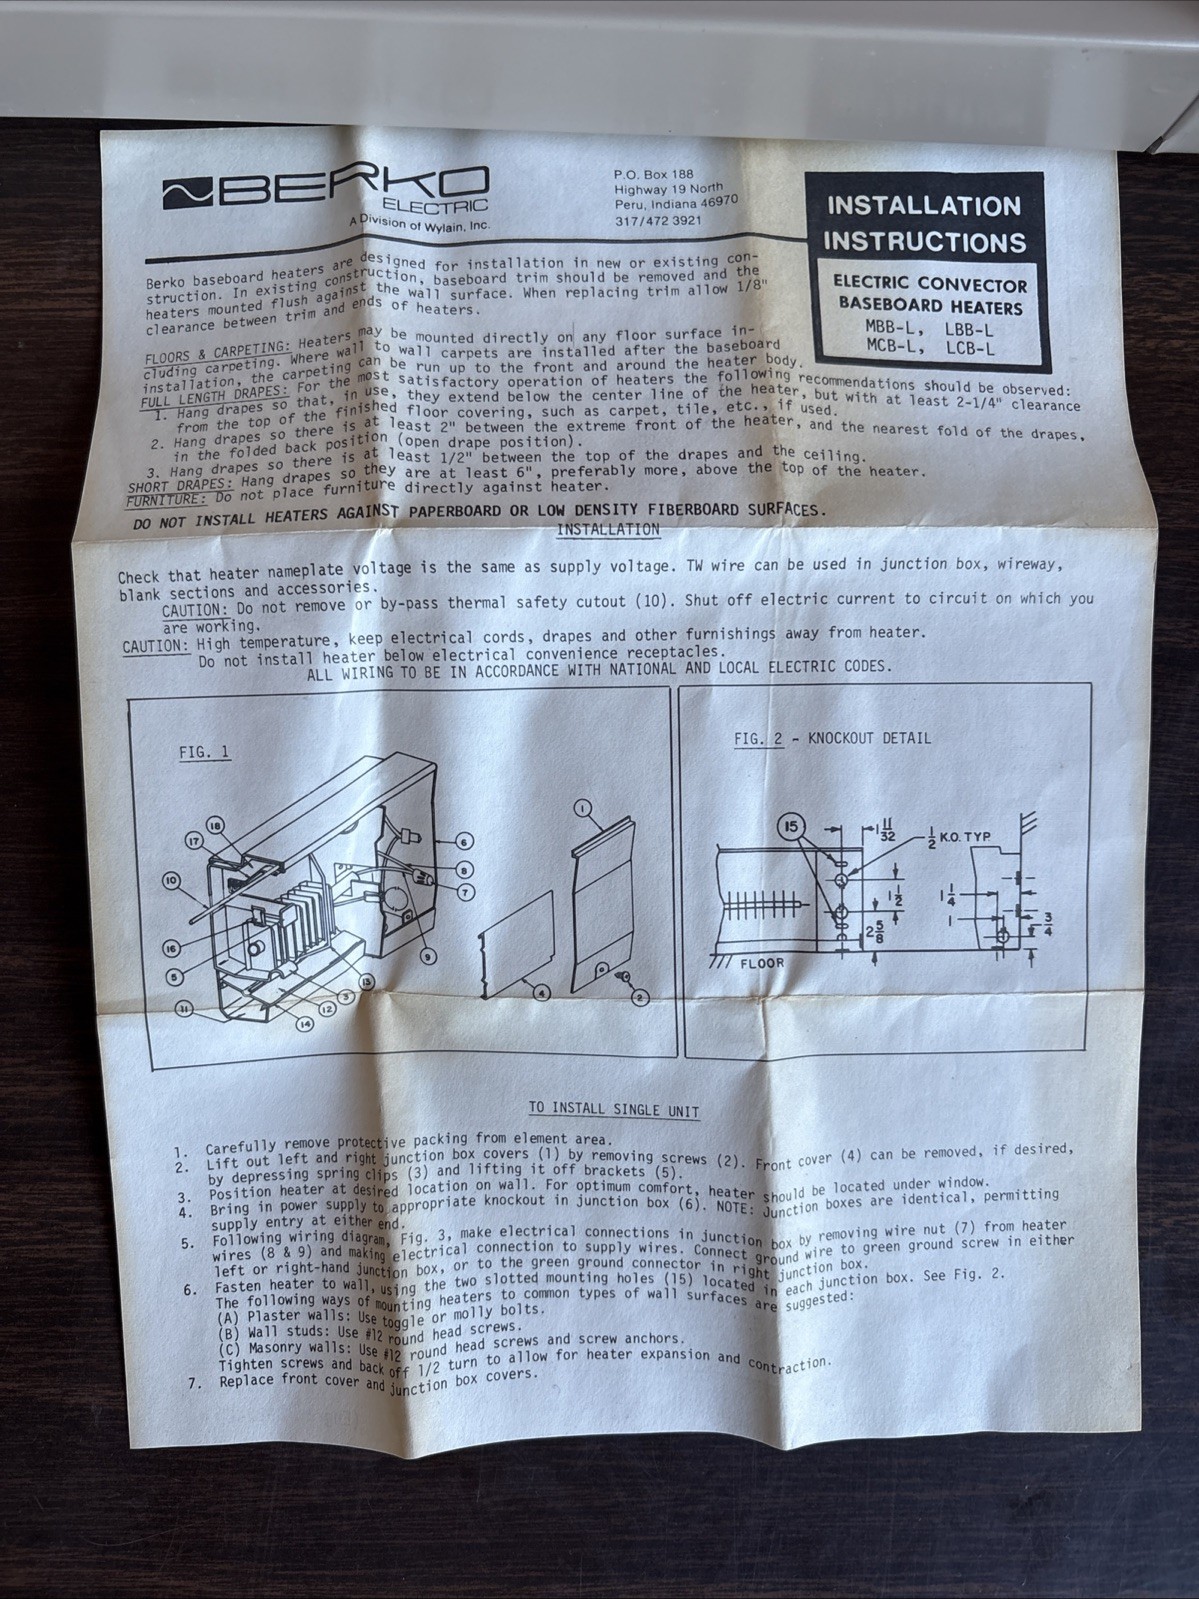 BERKO
ELECTRIC
A Division of Wylain, Inc.
P.O. Box 188
Highway 19 North
Peru, Indiana 46970
317/472 3921
INSTALLATION
INSTRUCTIONS
ELECTRIC CONVECTOR
BASEBOARD HEATERS
MBB-L, LBB-L
MCB-L, LCB-L
Berko baseboard heaters are designed for installation in new or existing con-
struction. In existing construction, baseboard trim should be removed and the
heaters mounted flush against the wall surface. When replacing trim allow 1/8"
clearance between trim and ends of heaters.
FLOORS & CARPETING: Heaters may be mounted directly on any floor surface in-
cluding carpeting. Where wall to wall carpets are installed after the baseboard
installation, the carpeting can be run up to the front and around the heater body.
FULL LENGTH DRAPES: For the most satisfactory operation of heaters the following recommendations should be observed:
1. Hang drapes so that, in use, they extend below the center line of the heater, but with at least 2-1/4" clearance
from the top of the finished floor covering, such as carpet, tile, etc., if used.
2. Hang drapes so there is at least 2" between the extreme front of the heater, and the nearest fold of the drapes,
in the folded back position (open drape position).
3. Hang drapes so there is at least 1/2" between the top of the drapes and the ceiling.
SHORT DRAPES: Hang drapes so they are at least 6", preferably more, above the top of the heater.
FURNITURE: Do not place furniture directly against heater.
DO NOT INSTALL HEATERS AGAINST PAPERBOARD OR LOW DENSITY FIBERBOARD SURFACES.
INSTALLATION
Check that heater nameplate voltage is the same as supply voltage. TW wire can be used in junction box, wireway,
blank sections and accessories.
CAUTION: Do not remove or by-pass thermal safety cutout (10). Shut off electric current to circuit on which you
are working.
CAUTION: High temperature, keep electrical cords, drapes and other furnishings away from heater.
Do not install heater below electrical convenience receptacles.
ALL WIRING TO BE IN ACCORDANCE WITH NATIONAL AND LOCAL ELECTRIC CODES.
FIG. 1
18
17
10
16
5
11
14
12
3
13
9
6
8
7
4
1
2
FIG. 2 - KNOCKOUT DETAIL
15
1 11/32
1/2 K.O. TYP.
1 1/2
2 5/8
1 1/4
1
3/4
FLOOR
TO INSTALL SINGLE UNIT
1. Carefully remove protective packing from element area.
2. Lift out left and right junction box covers (1) by removing screws (2). Front cover (4) can be removed, if desired,
by depressing spring clips (3) and lifting it off brackets (5).
3. Position heater at desired location on wall. For optimum comfort, heater should be located under window.
4. Bring in power supply to appropriate knockout in junction box (6). NOTE: Junction boxes are identical, permitting
supply entry at either end.
5. Following wiring diagram, Fig. 3, make electrical connections in junction box by removing wire nut (7) from heater
wires (8 & 9) and making electrical connection to supply wires. Connect ground wire to green ground screw in either
left or right-hand junction box, or to the green ground connector in right junction box.
6. Fasten heater to wall, using the two slotted mounting holes (15) located in each junction box. See Fig. 2.
The following ways of mounting heaters to common types of wall surfaces are suggested:
(A) Plaster walls: Use toggle or molly bolts.
(B) Wall studs: Use #12 round head screws.
(C) Masonry walls: Use #12 round head screws and screw anchors.
Tighten screws and back off 1/2 turn to allow for heater expansion and contraction.
7. Replace front cover and junction box covers.